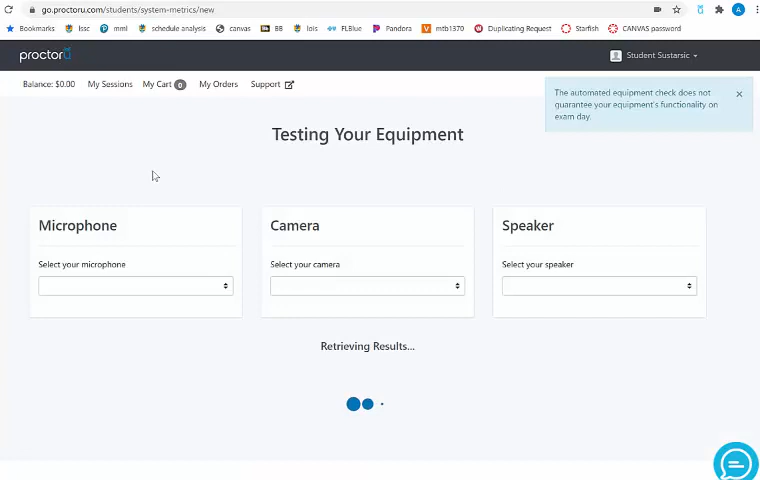 go.proctoru.com/students/system-metrics/new
Bookmarks lssc mml schedule analysis canvas BB lois FLBlue Pandora mtb1370 Duplicating Request Starfish CANVAS password
proctoru Student Sustarsic
Balance: $0.00 My Sessions My Cart 0 My Orders Support
The automated equipment check does not
guarantee your equipment's functionality on
exam day.
Testing Your Equipment
Microphone Camera Speaker
Select your microphone Select your camera Select your speaker
Retrieving Results...